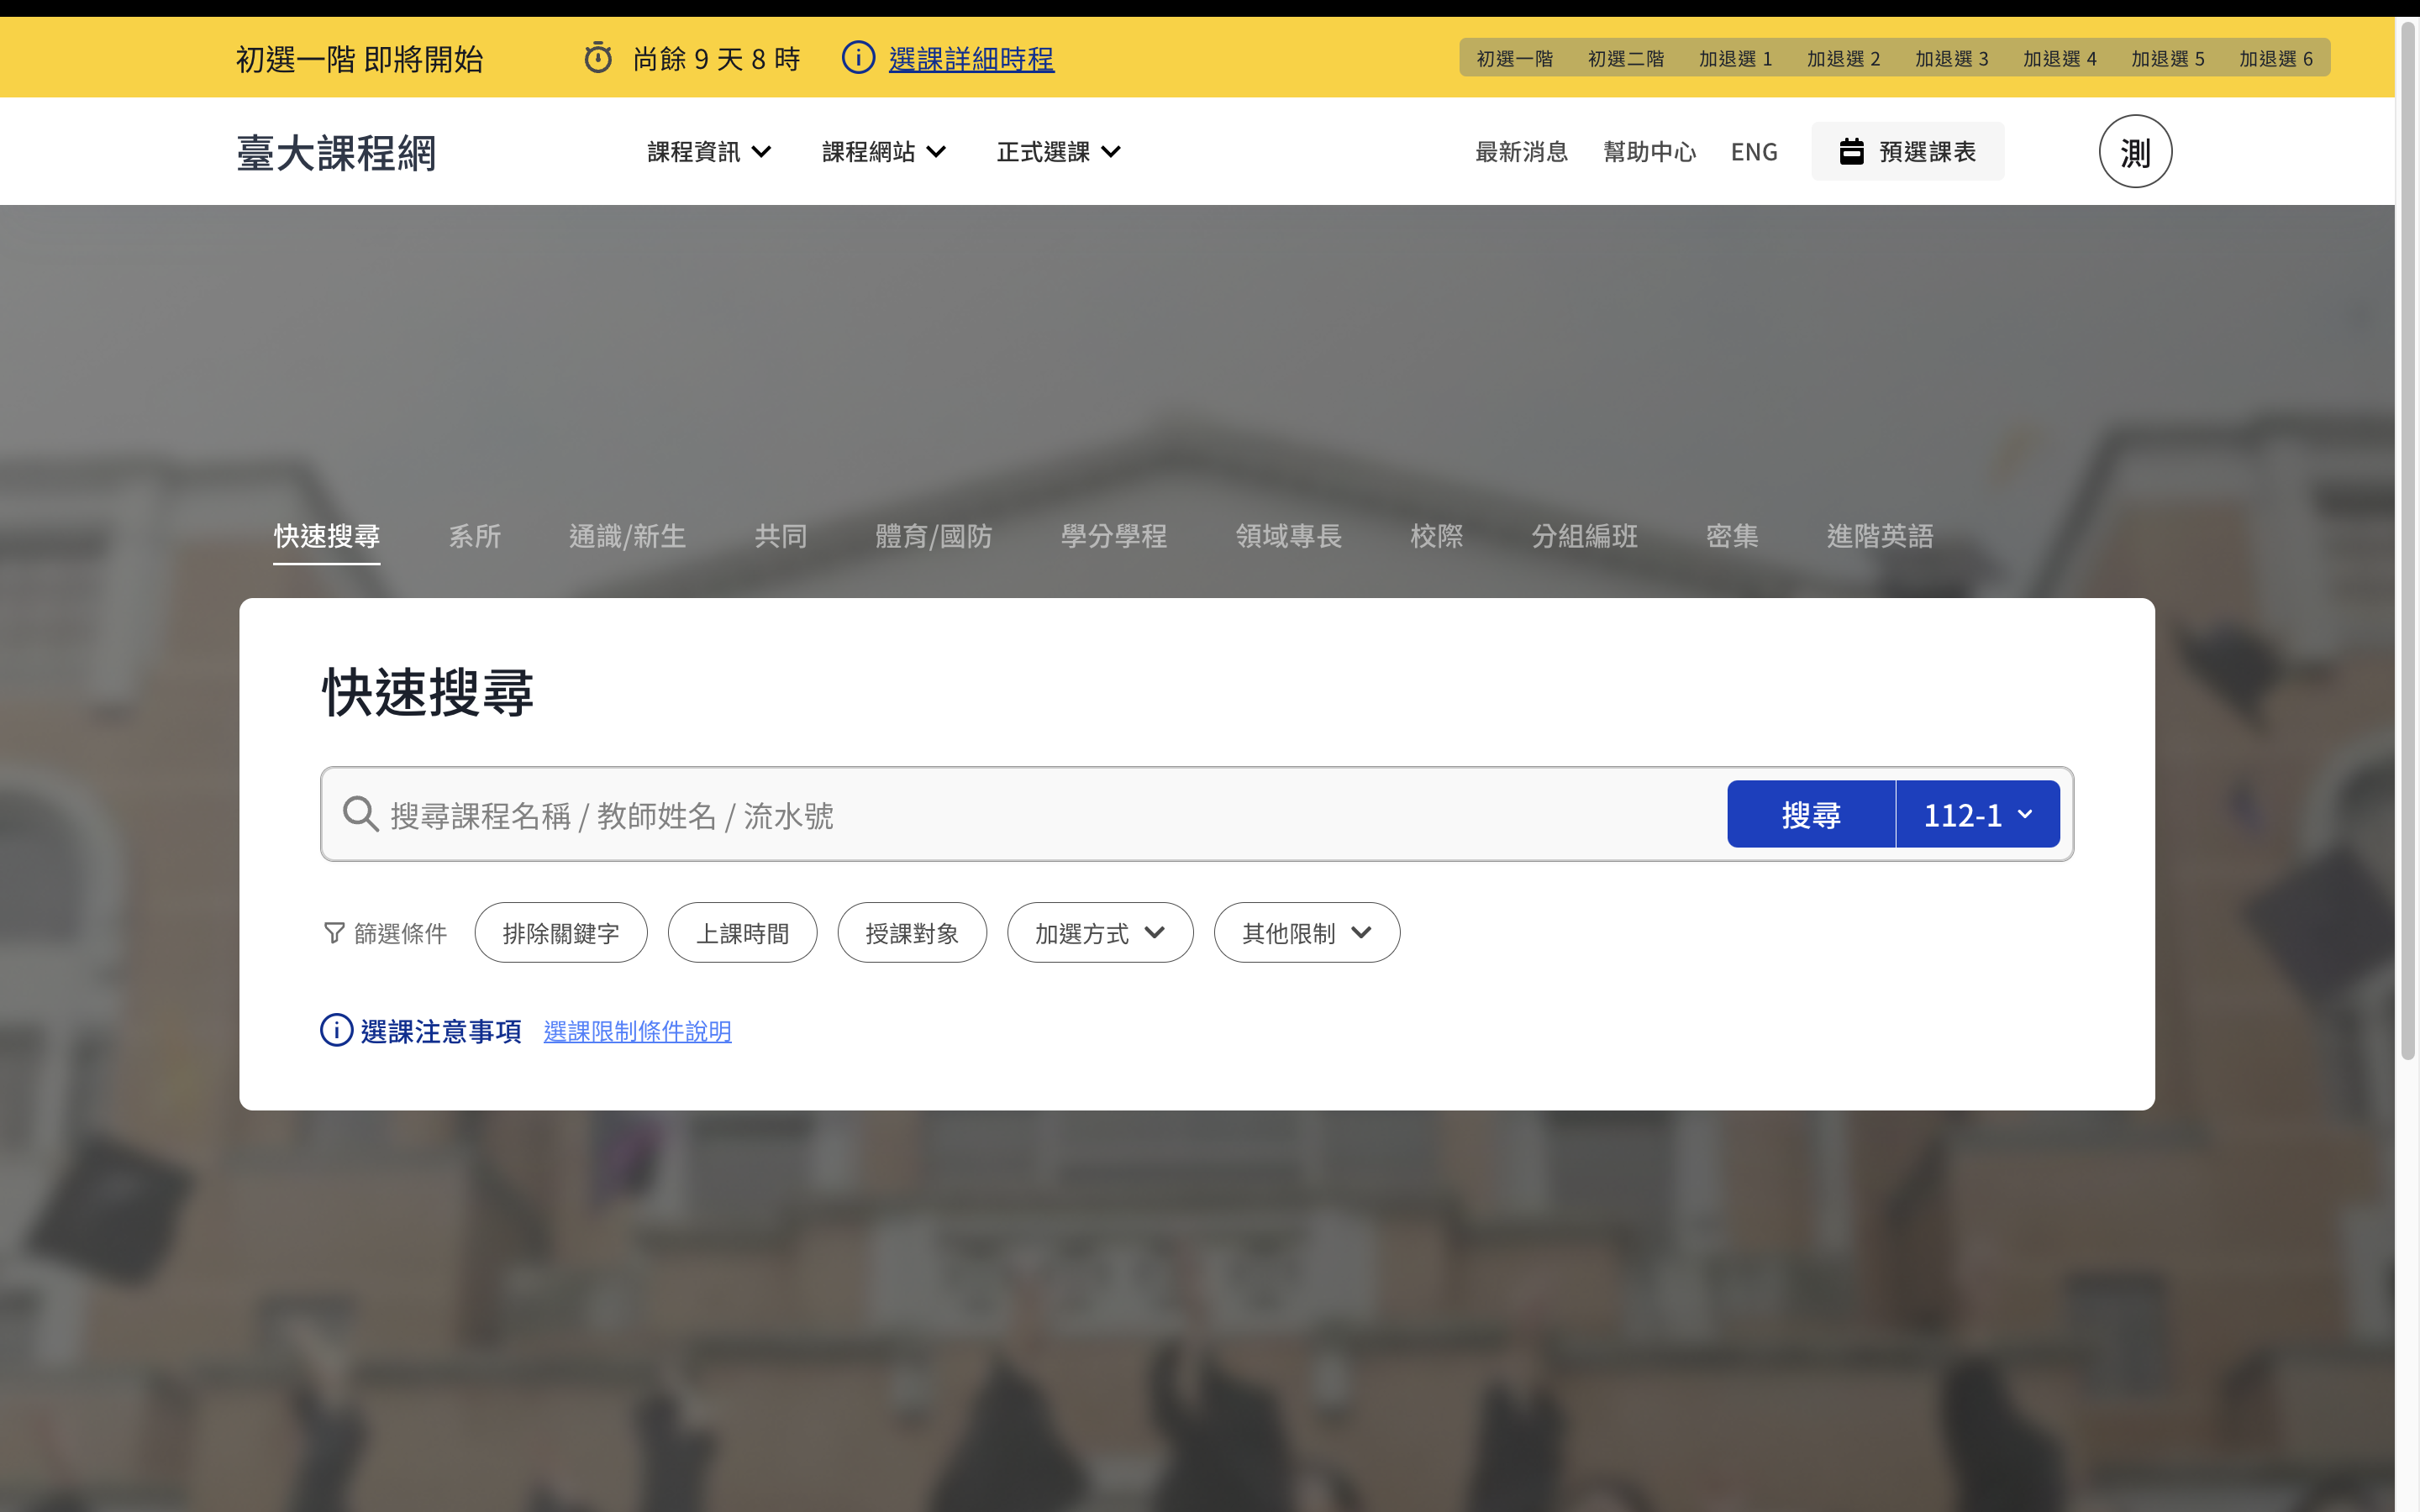 初選一階 即將開始 尚餘 9 天 8 時 選課詳細時程 初選一階 初選二階 加退選 1 加退選 2 加退選 3 加退選 4 加退選 5 加退選 6
臺大課程網 課程資訊 課程網站 正式選課 最新消息 幫助中心 ENG 預選課表 測
快速搜尋 系所 通識/新生 共同 體育/國防 學分學程 領域專長 校際 分組編班 密集 進階英語
快速搜尋
搜尋課程名稱 / 教師姓名 / 流水號 搜尋 112-1
篩選條件 排除關鍵字 上課時間 授課對象 加選方式 其他限制
選課注意事項 選課限制條件說明